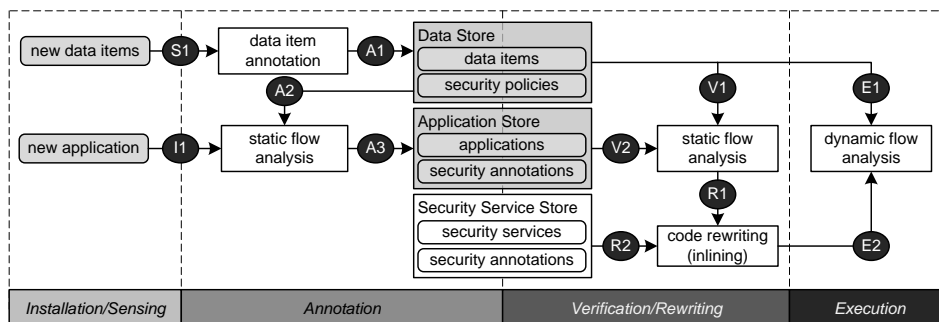 new data items
S1
data item
annotation
A1
Data Store
data items
security policies
A2
V1
E1
new application
I1
static flow
analysis
A3
Application Store
applications
security annotations
V2
static flow
analysis
dynamic flow
analysis
R1
Security Service Store
security services
security annotations
R2
code rewriting
(inlining)
E2
Installation/Sensing
Annotation
Verification/Rewriting
Execution